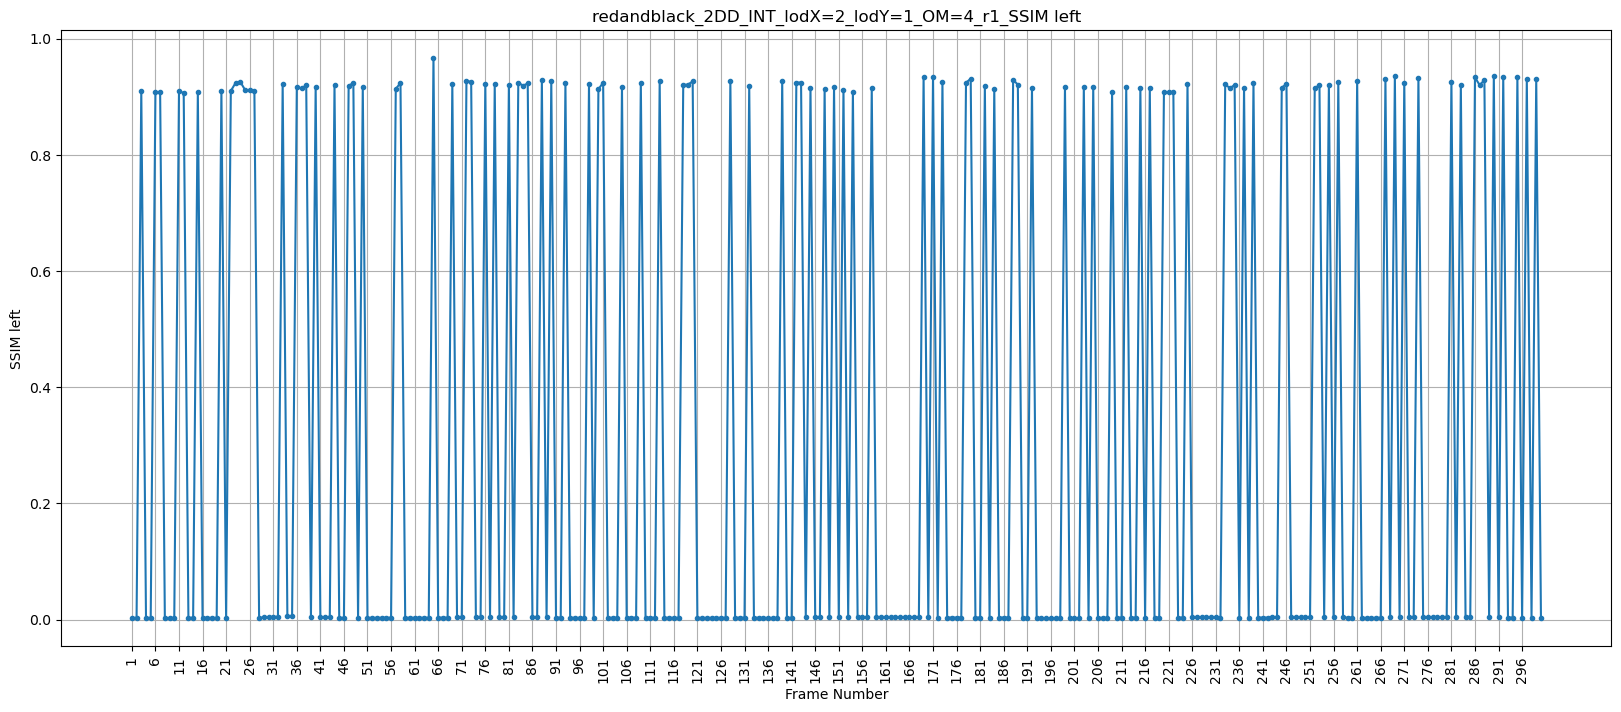 redandblack_2DD_INT_lodX=2_lodY=1_OM=4_r1_SSIM left
1.0
0.8
0.6
0.4
0.2
0.0
SSIM left
1 6 11 16 21 26 31 36 41 46 51 56 61 66 71 76 81 86 91 96 101 106 111 116 121 126 131 136 141 146 151 156 161 166 171 176 181 186 191 196 201 206 211 216 221 226 231 236 241 246 251 256 261 266 271 276 281 286 291 296
Frame Number